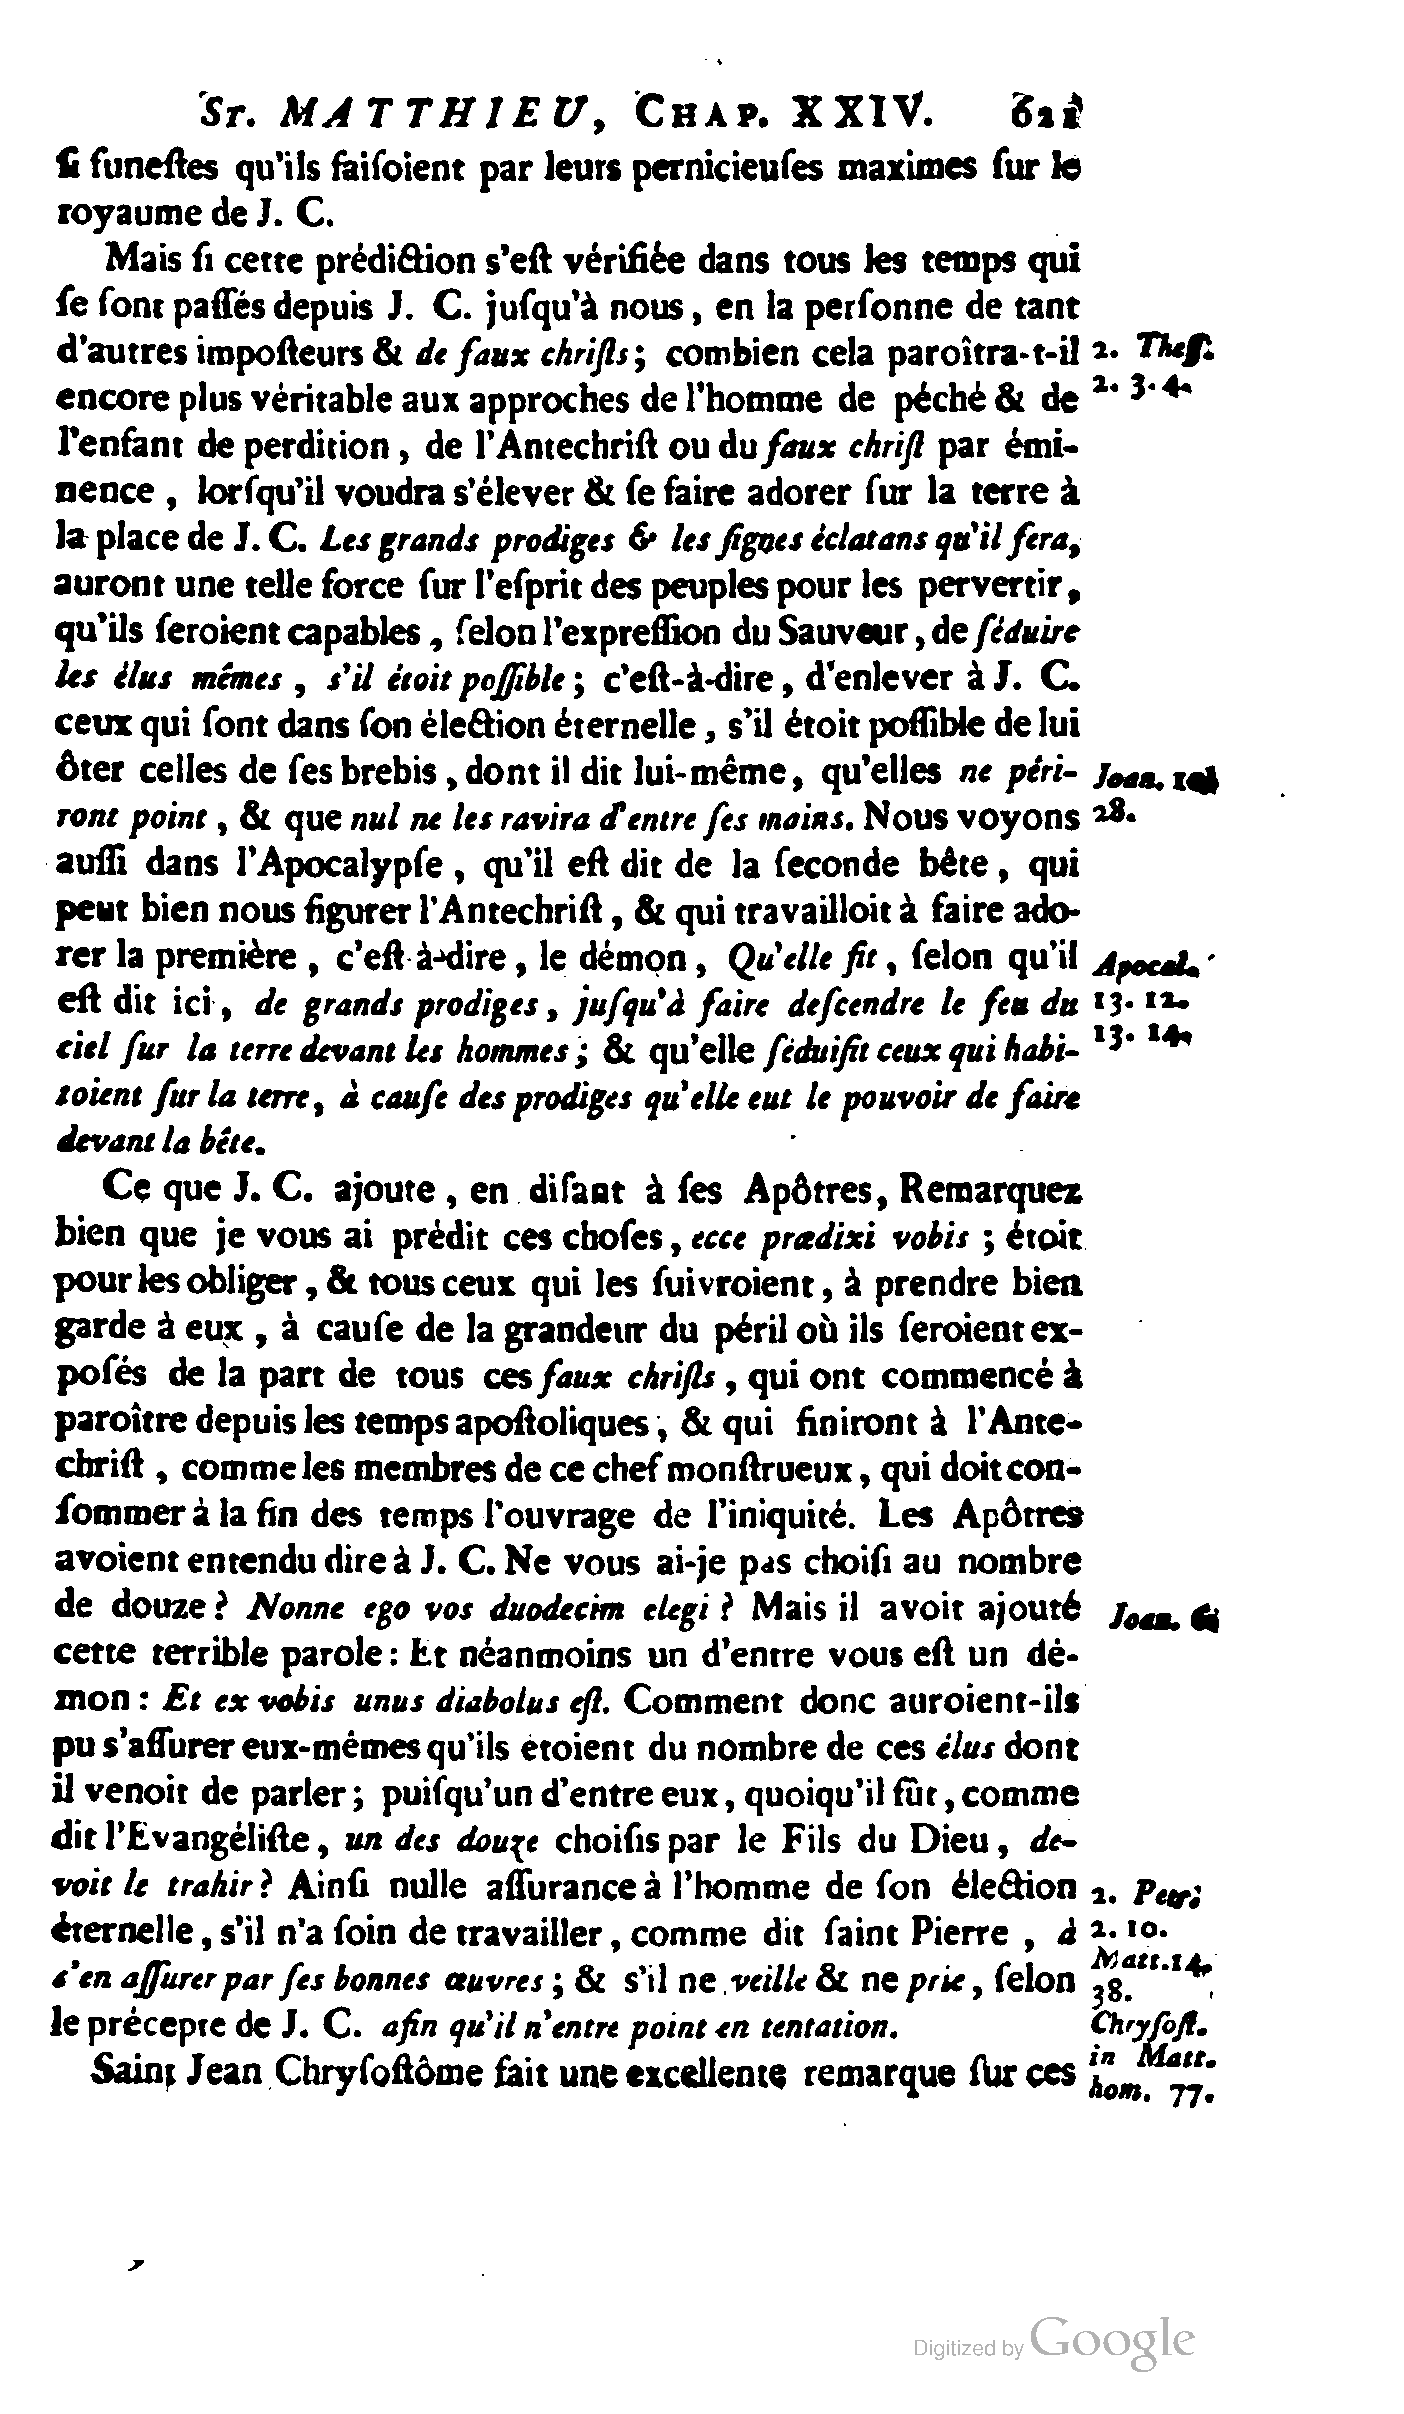 St. MATTHIEU, CHAP. XXIV. 621
ſi funeſtes qu'ils faiſoient par leurs pernicieuſes maximes ſur le
royaume de J. C.
Mais ſi cette prédiction s'eſt vérifiée dans tous les temps qui
ſe ſont paſſés depuis J. C. juſqu'à nous, en la perſonne de tant
d'autres impoſteurs & de faux chriſts; combien cela paroîtra-t-il 2. Theſſ.
encore plus véritable aux approches de l'homme de péché & de 2. 3. 4.
l'enfant de perdition, de l'Antechriſt ou du faux chriſt par émi-
nence, lorſqu'il voudra s'élever & ſe faire adorer ſur la terre à
la place de J. C. Les grands prodiges & les ſignes éclatans qu'il fera,
auront une telle force ſur l'eſprit des peuples pour les pervertir,
qu'ils ſeroient capables, ſelon l'expreſſion du Sauveur, de ſéduire
les élus mêmes, s'il étoit poſſible; c'eſt-à-dire, d'enlever à J. C.
ceux qui ſont dans ſon élection éternelle, s'il étoit poſſible de lui
ôter celles de ſes brebis, dont il dit lui-même, qu'elles ne péri- Joan. 10.
ront point, & que nul ne les ravira d'entre ſes mains. Nous voyons 28.
auſſi dans l'Apocalypſe, qu'il eſt dit de la ſeconde bête, qui
peut bien nous figurer l'Antechriſt, & qui travailloit à faire ado-
rer la première, c'eſt-à-dire, le démon, Qu'elle fit, ſelon qu'il Apocal.
eſt dit ici, de grands prodiges, juſqu'à faire deſcendre le feu du 13. 12.
ciel ſur la terre devant les hommes; & qu'elle ſéduiſit ceux qui habi- 13. 14.
toient ſur la terre, à cauſe des prodiges qu'elle eut le pouvoir de faire
devant la bête.
Ce que J. C. ajoute, en diſant à ſes Apôtres, Remarquez
bien que je vous ai prédit ces choſes, ecce prædixi vobis; étoit
pour les obliger, & tous ceux qui les ſuivroient, à prendre bien
garde à eux, à cauſe de la grandeur du péril où ils ſeroient ex-
poſés de la part de tous ces faux chriſts, qui ont commencé à
paroître depuis les temps apoſtoliques, & qui finiront à l'Ante-
chriſt, comme les membres de ce chef monſtrueux, qui doit con-
ſommer à la fin des temps l'ouvrage de l'iniquité. Les Apôtres
avoient entendu dire à J. C. Ne vous ai-je pas choiſi au nombre
de douze? Nonne ego vos duodecim elegi? Mais il avoit ajouté Joan. 6.
cette terrible parole: Et néanmoins un d'entre vous eſt un dé-
mon: Et ex vobis unus diabolus eſt. Comment donc auroient-ils
pu s'aſſurer eux-mêmes qu'ils étoient du nombre de ces élus dont
il venoit de parler; puiſqu'un d'entre eux, quoiqu'il fût, comme
dit l'Evangéliſte, un des douze choiſis par le Fils du Dieu, de-
voit le trahir? Ainſi nulle aſſurance à l'homme de ſon élection 2. Petr.
éternelle, s'il n'a ſoin de travailler, comme dit ſaint Pierre, à 2. 10.
s'en aſſurer par ſes bonnes œuvres; & s'il ne veille & ne prie, ſelon Matt. 14. 38.
le précepte de J. C. afin qu'il n'entre point en tentation. Chryſoſt.
Saint Jean Chryſoſtôme fait une excellente remarque ſur ces in Matt. hom. 77.
Digitized by Google